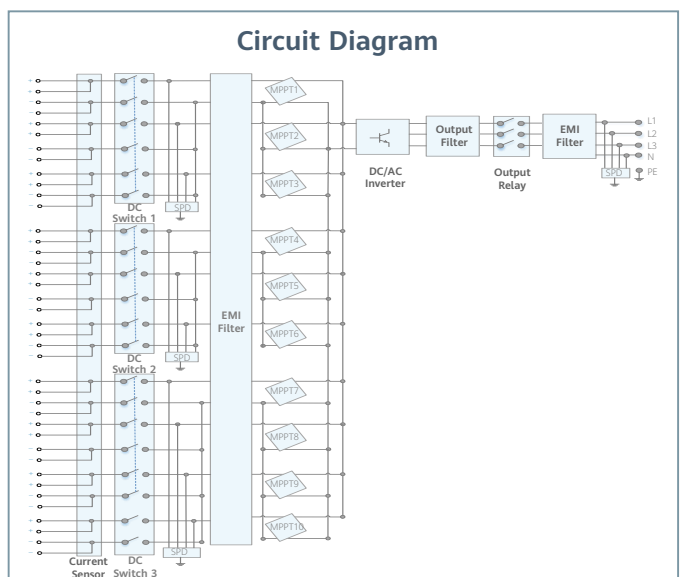 Circuit Diagram
MPPT1
MPPT2
MPPT3
MPPT4
MPPT5
MPPT6
MPPT7
MPPT8
MPPT9
MPPT10
DC
Switch 1
SPD
DC
Switch 2
SPD
DC
Switch 3
SPD
Current
Sensor
EMI
Filter
DC/AC
Inverter
Output
Filter
Output
Relay
EMI
Filter
SPD
L1
L2
L3
N
PE